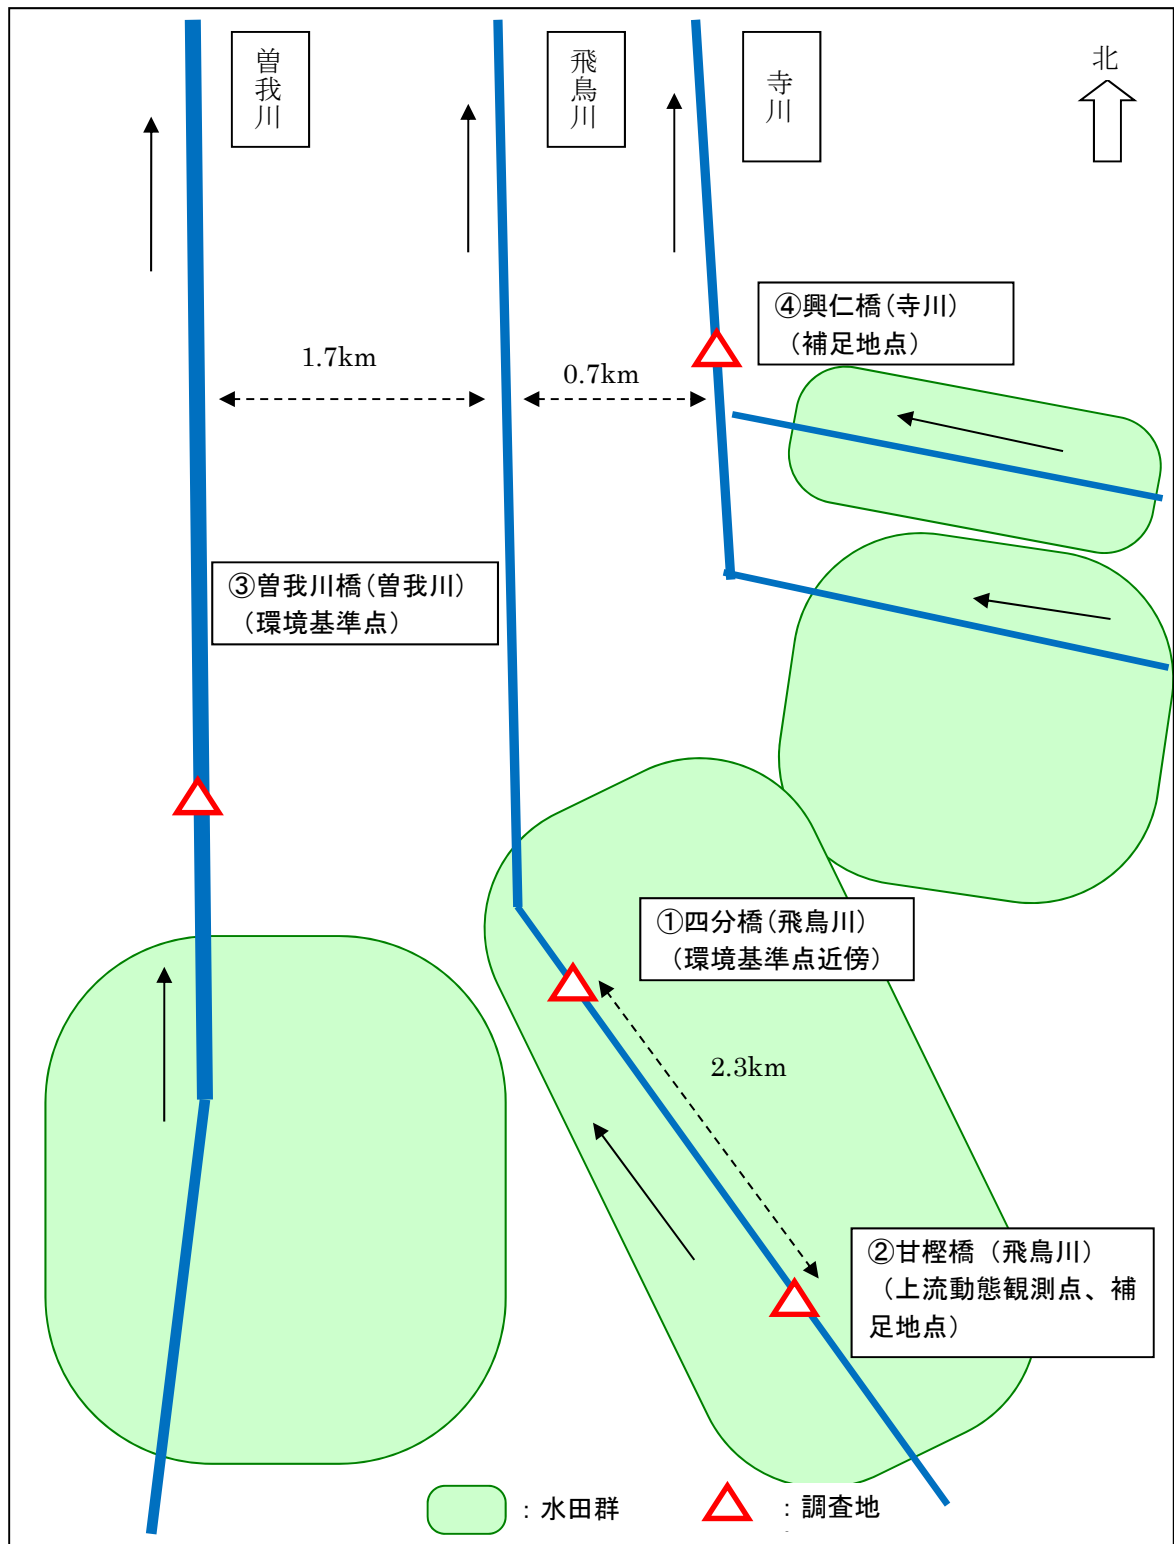 曽我川
飛鳥川
寺川
北
④興仁橋(寺川)
（補足地点）
1.7km
0.7km
③曽我川橋(曽我川)
（環境基準点）
①四分橋(飛鳥川)
（環境基準点近傍）
2.3km
②甘樫橋（飛鳥川）
（上流動態観測点、補
足地点）
：水田群
：調査地